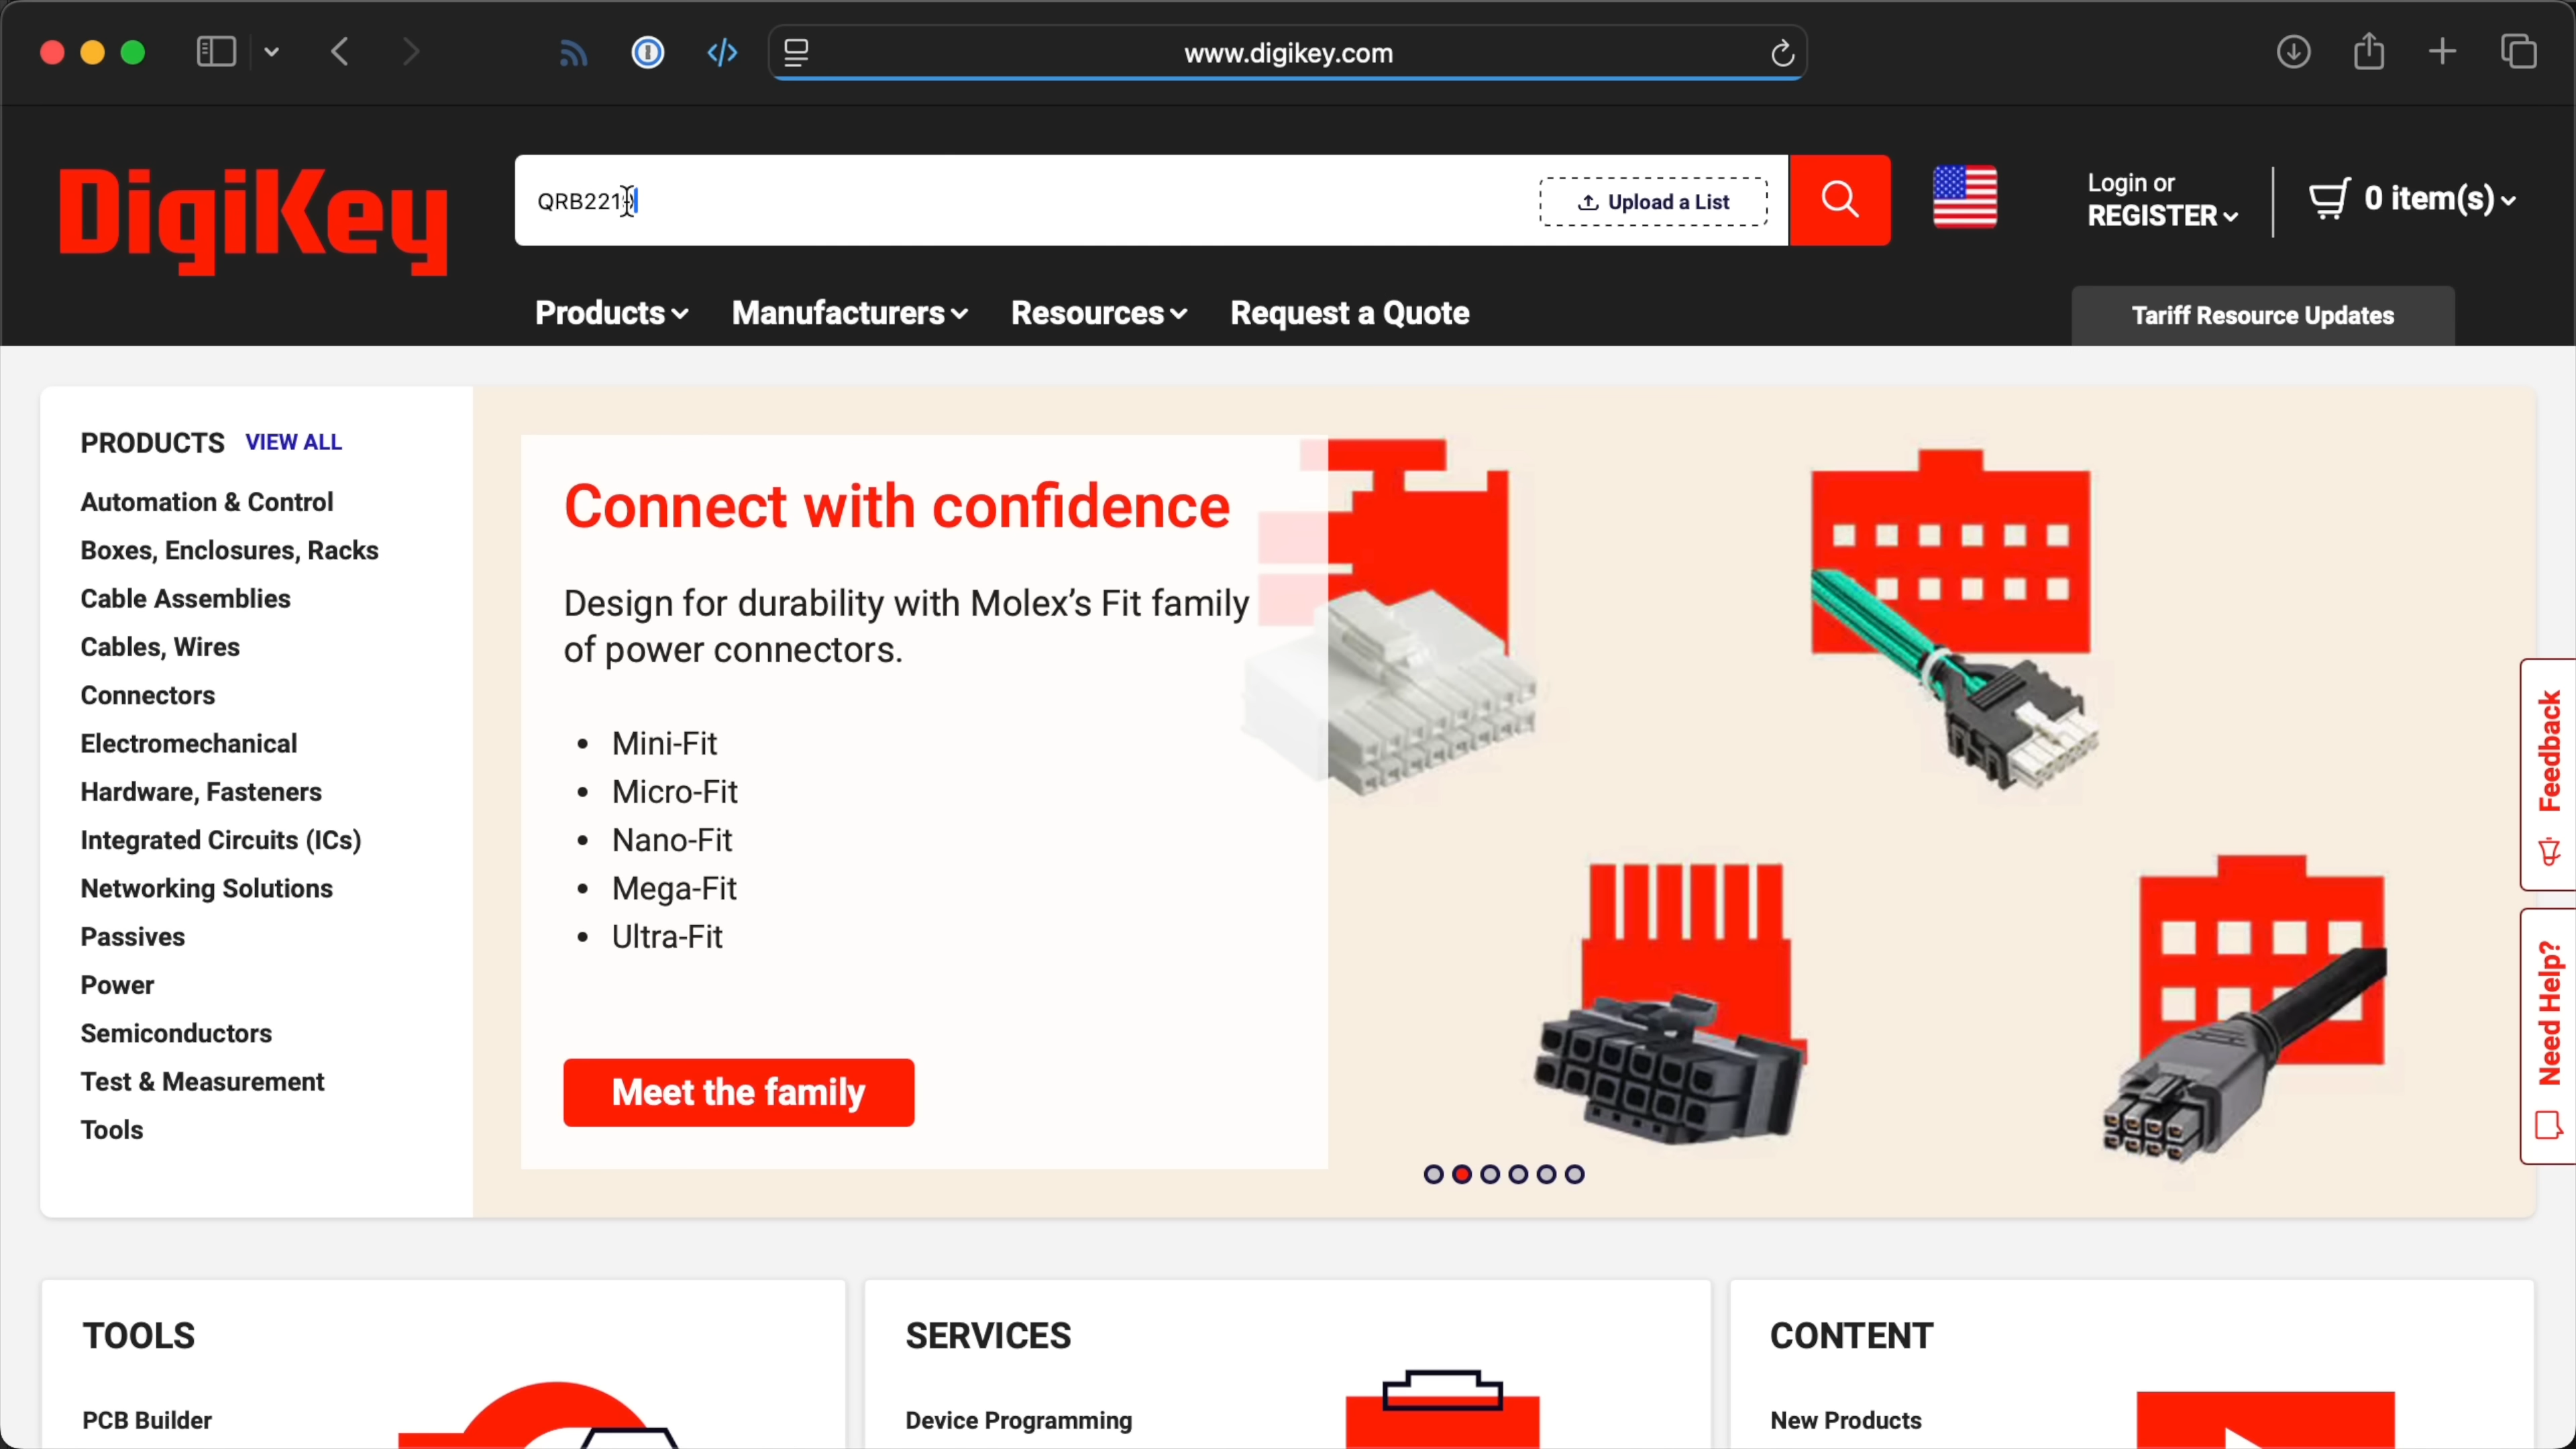 www.digikey.com
DigiKey
QRB221
Upload a List
Login or
REGISTER
0 item(s)
Products
Manufacturers
Resources
Request a Quote
Tariff Resource Updates
PRODUCTS VIEW ALL
Automation & Control
Boxes, Enclosures, Racks
Cable Assemblies
Cables, Wires
Connectors
Electromechanical
Hardware, Fasteners
Integrated Circuits (ICs)
Networking Solutions
Passives
Power
Semiconductors
Test & Measurement
Tools
Connect with confidence
Design for durability with Molex’s Fit family
of power connectors.
• Mini-Fit
• Micro-Fit
• Nano-Fit
• Mega-Fit
• Ultra-Fit
Meet the family
Feedback
Need Help?
TOOLS
PCB Builder
SERVICES
Device Programming
CONTENT
New Products